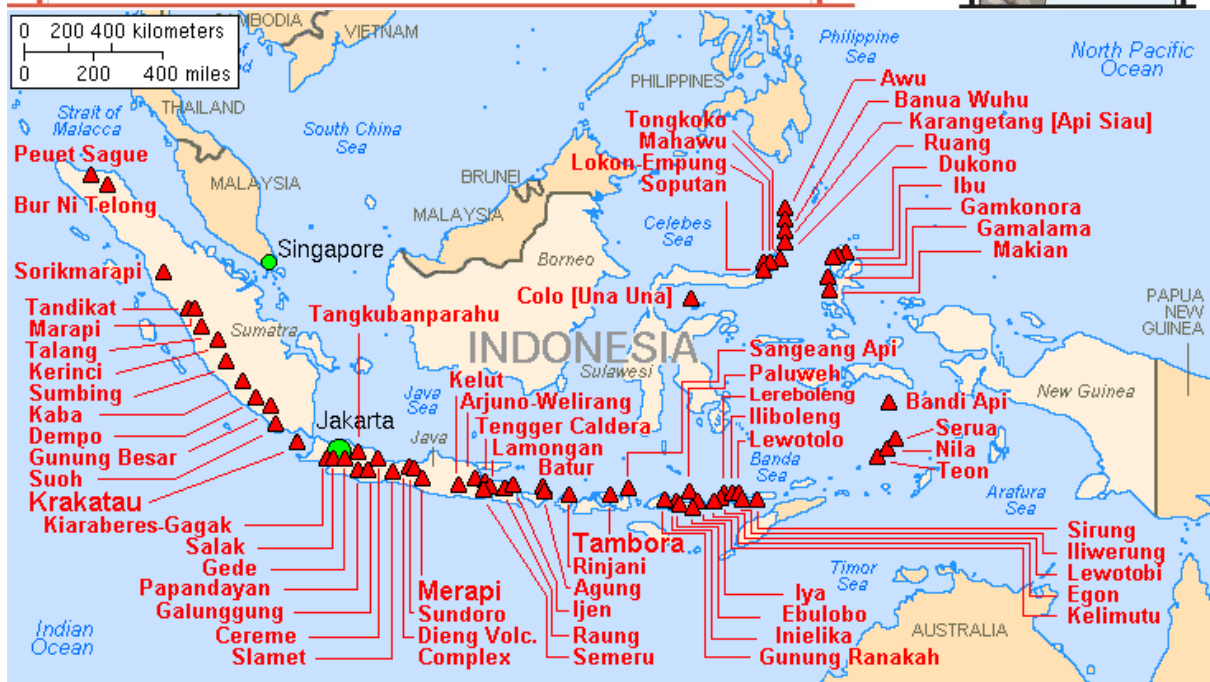 0 200 400 kilometers
0 200 400 miles
CAMBODIA
VIETNAM
THAILAND
Strait of
Malacca
South China
Sea
Philippine
Sea
PHILIPPINES
North Pacific
Ocean
Peuet Sague
Bur Ni Telong
MALAYSIA
Singapore
BRUNEI
MALAYSIA
Celebes
Sea
Borneo
Awu
Banua Wuhu
Karangetang [Api Siau]
Ruang
Dukono
Ibu
Gamkonora
Gamalama
Makian
Tongkoko
Mahawu
Lokon-Empung
Soputan
Colo [Una Una]
PAPUA
NEW
GUINEA
Sorikmarapi
Tandikat
Marapi
Talang
Kerinci
Sumbing
Kaba
Dempo
Gunung Besar
Suoh
Krakatau
Sumatra
Tangkubanparahu
INDONESIA
Sulawesi
New Guinea
Jakarta
Java
Sea
Java
Kelut
Arjuno-Welirang
Tengger Caldera
Lamongan
Batur
Sangeang Api
Paluweh
Lereboleng
Iliboleng
Lewotolo
Banda
Sea
Bandi Api
Serua
Nila
Teon
Arafura
Sea
Kiaraberes-Gagak
Salak
Gede
Papandayan
Galunggung
Cereme
Slamet
Merapi
Sundoro
Dieng Volc.
Complex
Tambora
Rinjani
Agung
Ijen
Raung
Semeru
Iya
Ebulobo
Inielika
Gunung Ranakah
Timor
Sea
Sirung
Iliwerung
Lewotobi
Egon
Kelimutu
AUSTRALIA
Indian
Ocean